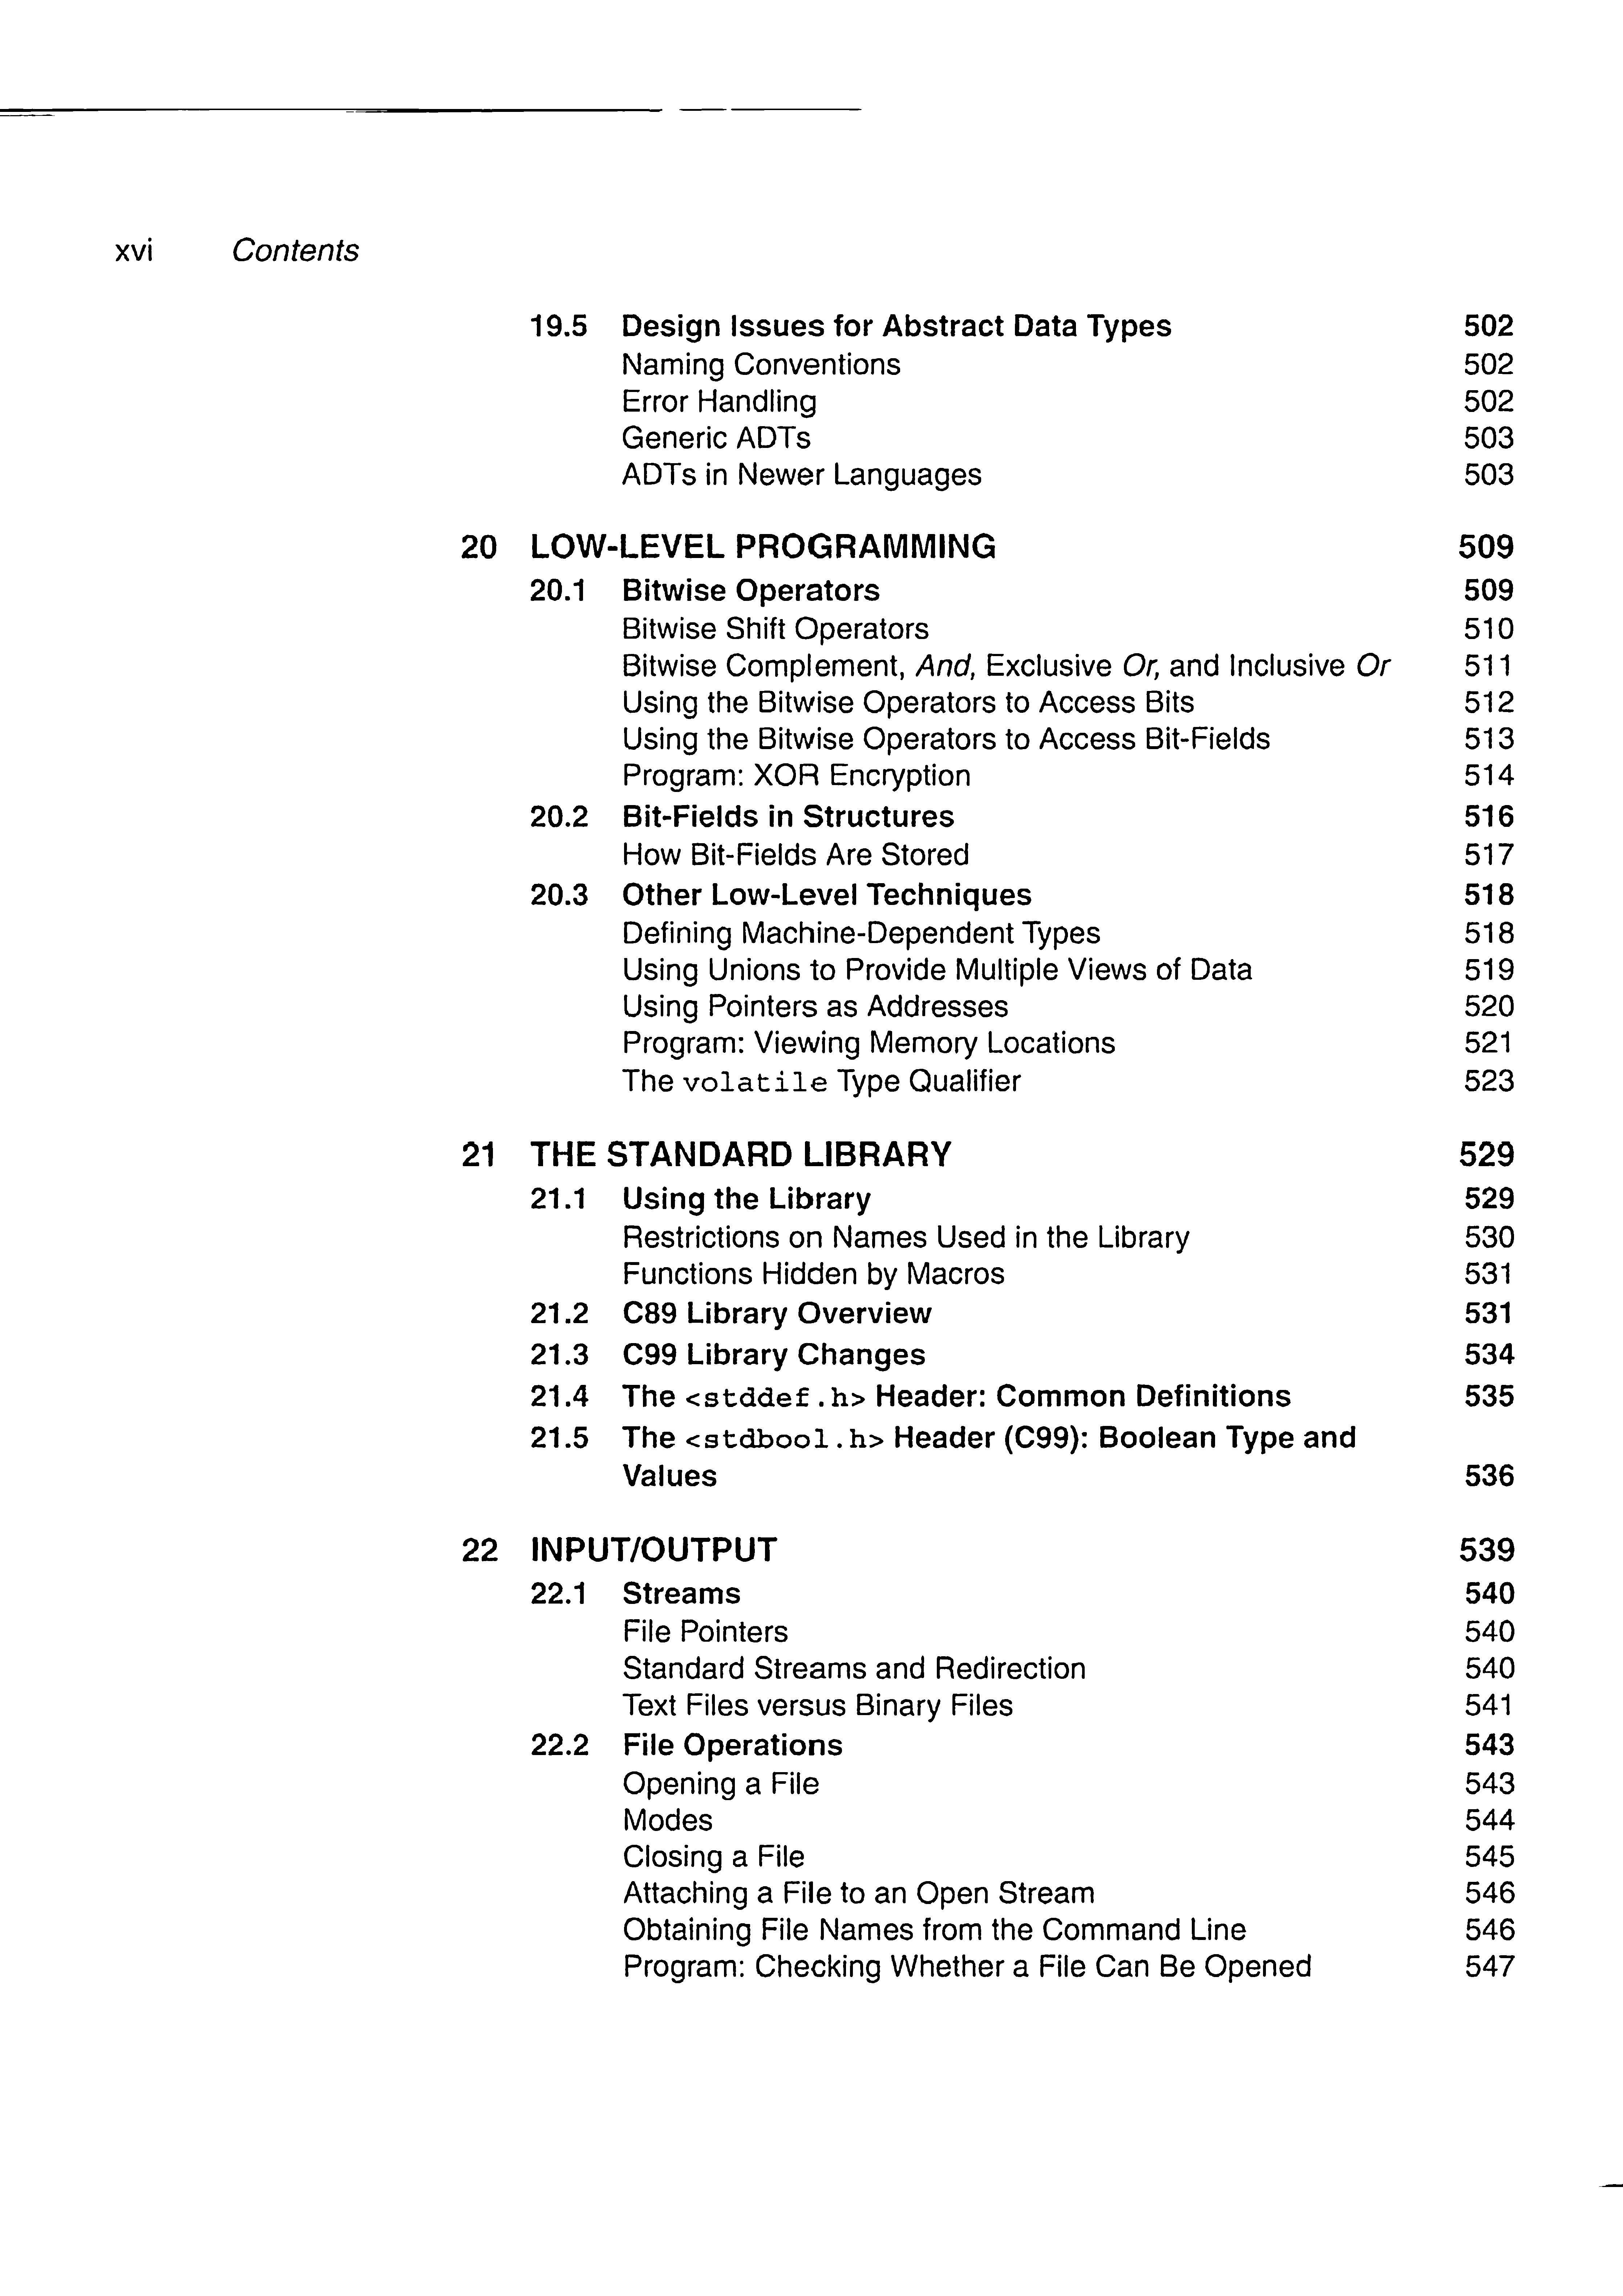 xvi Contents
19.5 Design Issues for Abstract Data Types 502
Naming Conventions 502
Error Handling 502
Generic ADTs 503
ADTs in Newer Languages 503
20 LOW-LEVEL PROGRAMMING 509
20.1 Bitwise Operators 509
Bitwise Shift Operators 510
Bitwise Complement, And, Exclusive Or, and Inclusive Or 511
Using the Bitwise Operators to Access Bits 512
Using the Bitwise Operators to Access Bit-Fields 513
Program: XOR Encryption 514
20.2 Bit-Fields in Structures 516
How Bit-Fields Are Stored 517
20.3 Other Low-Level Techniques 518
Defining Machine-Dependent Types 518
Using Unions to Provide Multiple Views of Data 519
Using Pointers as Addresses 520
Program: Viewing Memory Locations 521
The volatile Type Qualifier 523
21 THE STANDARD LIBRARY 529
21.1 Using the Library 529
Restrictions on Names Used in the Library 530
Functions Hidden by Macros 531
21.2 C89 Library Overview 531
21.3 C99 Library Changes 534
21.4 The <stddef.h> Header: Common Definitions 535
21.5 The <stdbool.h> Header (C99): Boolean Type and
Values 536
22 INPUT/OUTPUT 539
22.1 Streams 540
File Pointers 540
Standard Streams and Redirection 540
Text Files versus Binary Files 541
22.2 File Operations 543
Opening a File 543
Modes 544
Closing a File 545
Attaching a File to an Open Stream 546
Obtaining File Names from the Command Line 546
Program: Checking Whether a File Can Be Opened 547